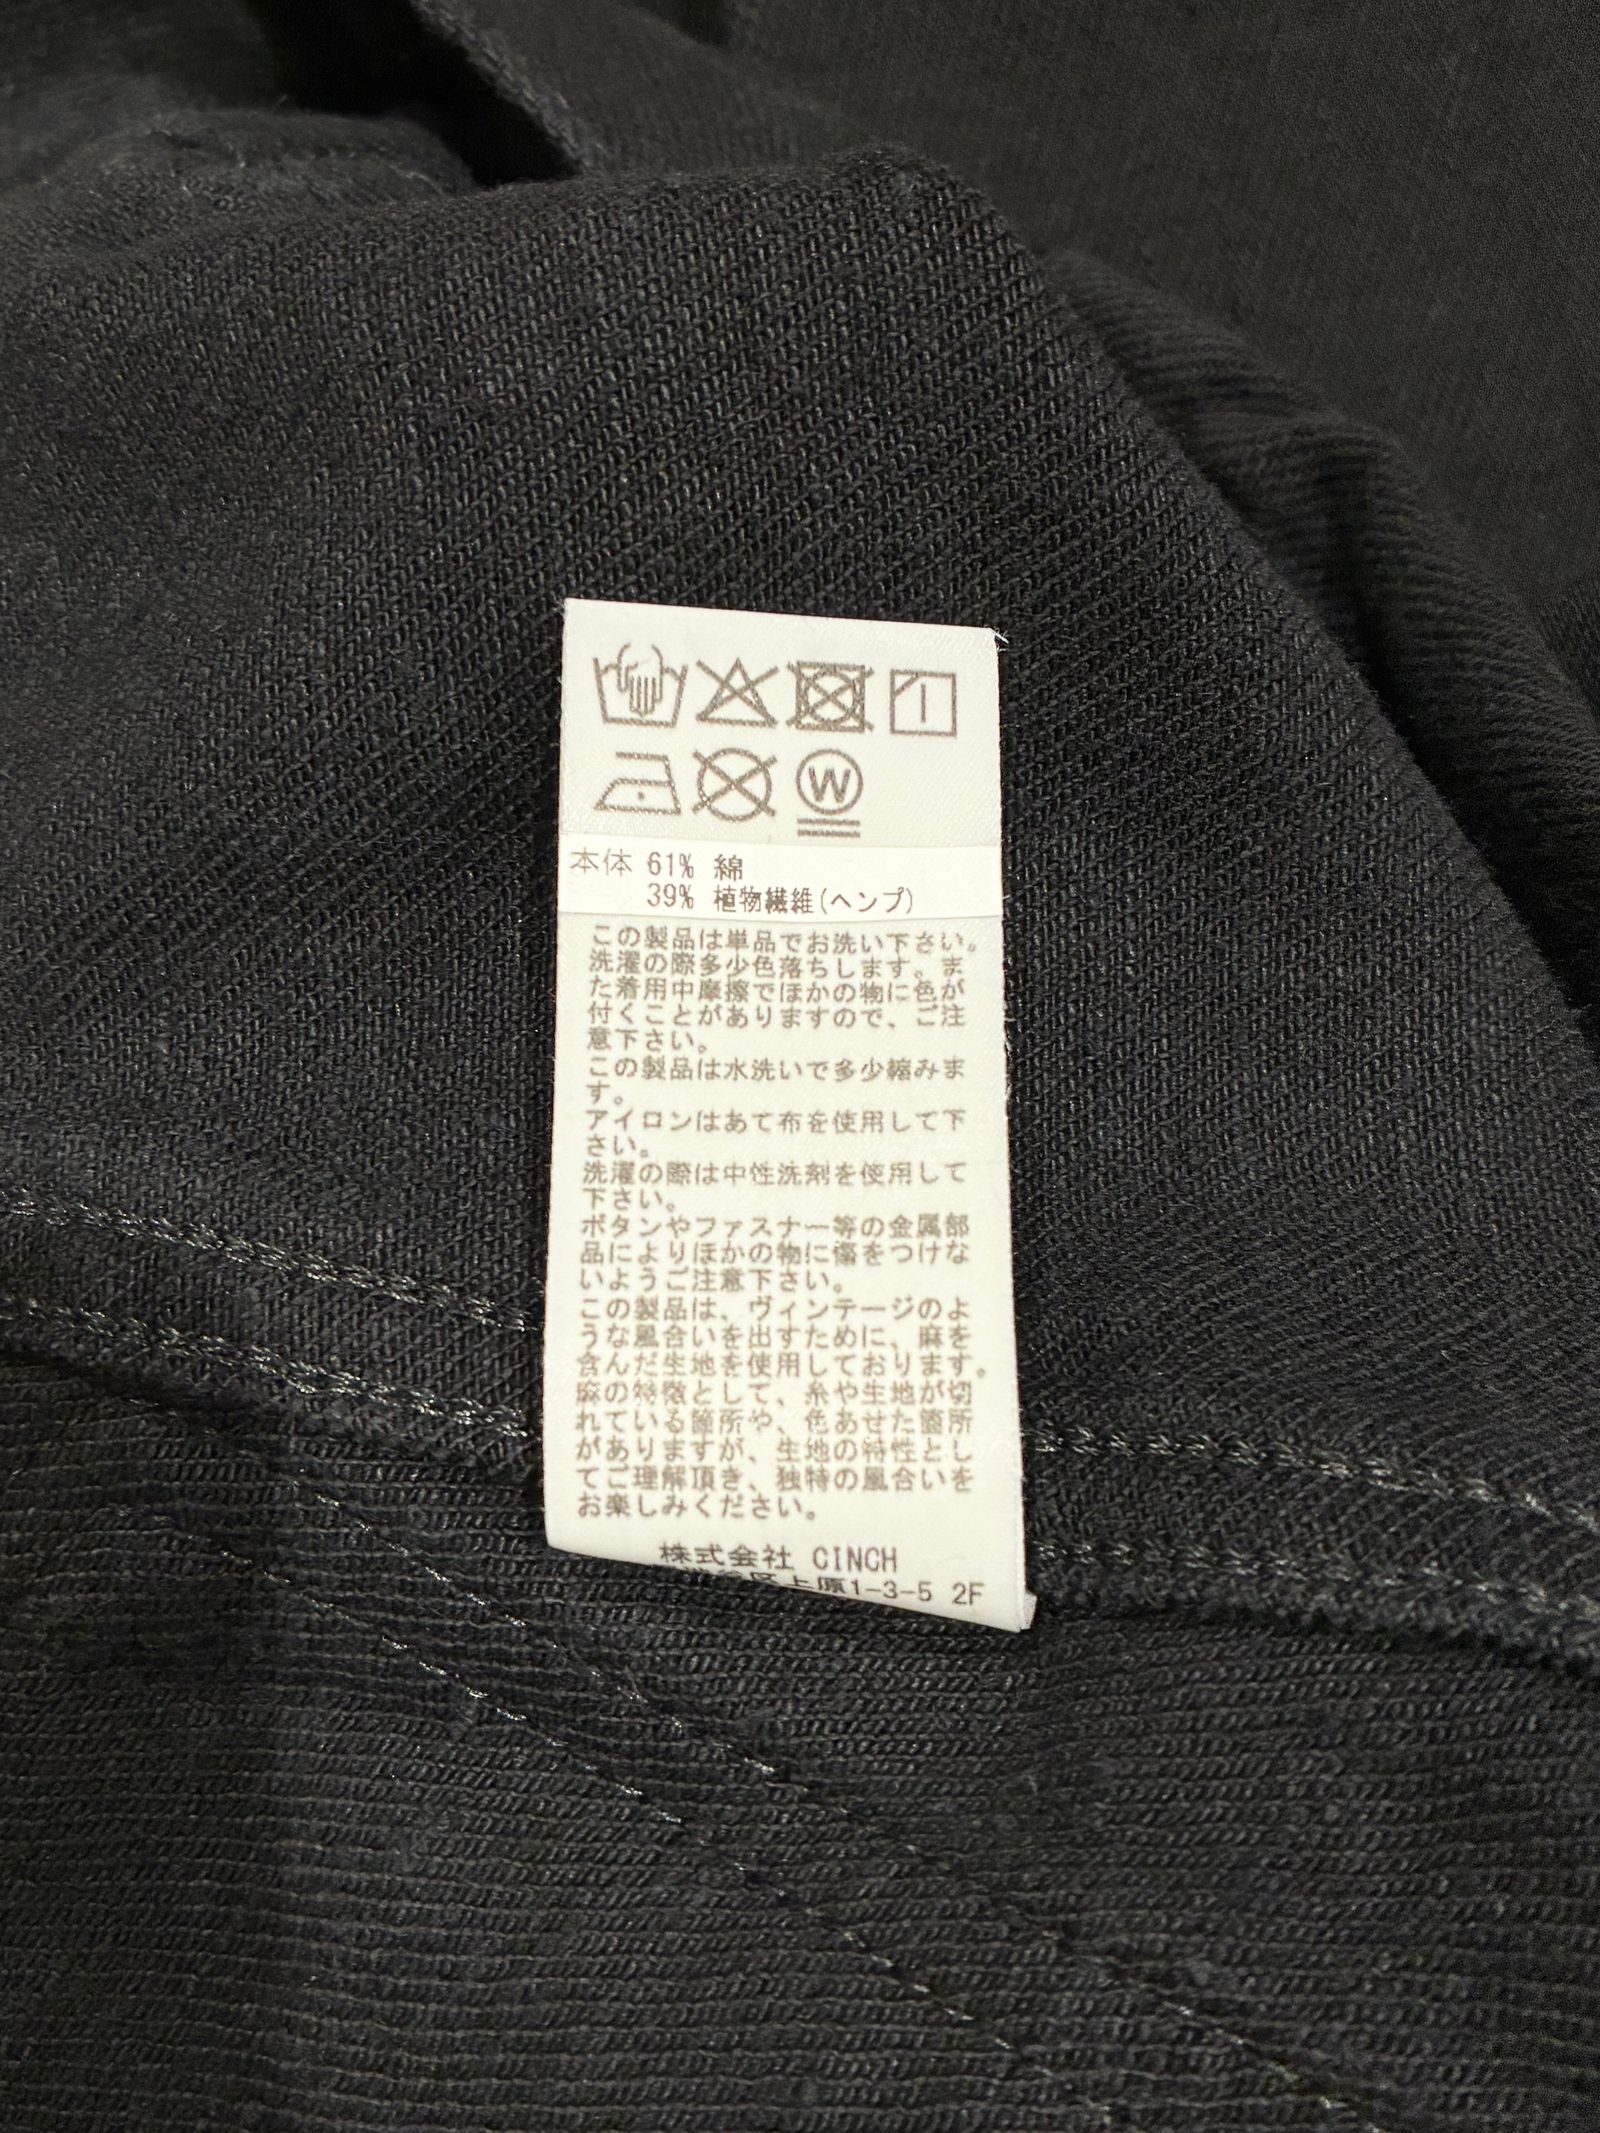 W
本体 61% 綿
39% 植物繊維(ヘンプ)
この製品は単品でお洗い下さい。
洗濯の際多少色落ちします。ま
た着用中摩擦でほかの物に色が
付くことがありますので、ご注
意下さい。
この製品は水洗いで多少縮みま
す。
アイロンはあて布を使用して下
さい。
洗濯の際は中性洗剤を使用して
下さい。
ボタンやファスナー等の金属部
品によりほかの物に傷をつけな
いようご注意下さい。
この製品は、ヴィンテージのよ
うな風合いを出すために、麻を
含んだ生地を使用しております。
麻の特徴として、糸や生地が切
れている箇所や、色あせた箇所
がありますが、生地の特性とし
てご理解頂き、独特の風合いを
お楽しみください。
株式会社 CINCH
区上原1-3-5 2F